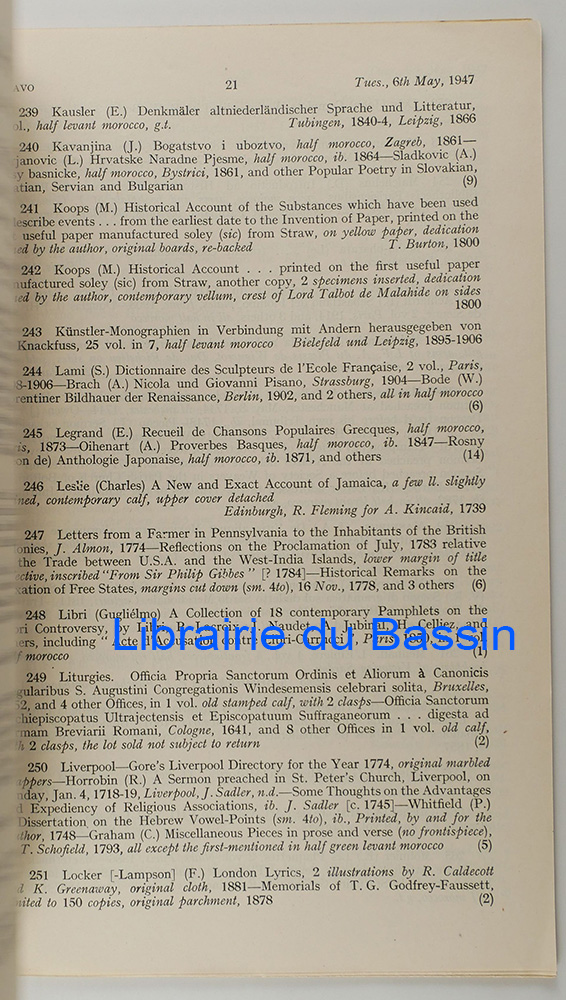 21 Tues., 6th May, 1947
239 Kausler (E.) Denkmäler altniederländischer Sprache und Litteratur,
half levant morocco, g.t. Tubingen, 1840-4, Leipzig, 1866
240 Kavanjina (J.) Bogatstvo i uboztvo, half morocco, Zagreb, 1861—
(L.) Hrvatske Naradne Pjesme, half morocco, ib. 1864—Sladkovic (A.)
basnicke, half morocco, Bystrici, 1861, and other Popular Poetry in Slovakian,
Servian and Bulgarian (9)
241 Koops (M.) Historical Account of the Substances which have been used
events . . . from the earliest date to the Invention of Paper, printed on the
useful paper manufactured soley (sic) from Straw, on yellow paper, dedication
by the author, original boards, re-backed T. Burton, 1800
242 Koops (M.) Historical Account . . . printed on the first useful paper
soley (sic) from Straw, another copy, 2 specimens inserted, dedication
by the author, contemporary vellum, crest of Lord Talbot de Malahide on sides
1800
243 Künstler-Monographien in Verbindung mit Andern herausgegeben von
Knackfuss, 25 vol. in 7, half levant morocco Bielefeld und Leipzig, 1895-1906
244 Lami (S.) Dictionnaire des Sculpteurs de l'Ecole Française, 2 vol., Paris,
8-1906—Brach (A.) Nicola und Giovanni Pisano, Strassburg, 1904—Bode (W.)
Bildhauer der Renaissance, Berlin, 1902, and 2 others, all in half morocco
(6)
245 Legrand (E.) Recueil de Chansons Populaires Grecques, half morocco,
1873—Oihenart (A.) Proverbes Basques, half morocco, ib. 1847—Rosny
de) Anthologie Japonaise, half morocco, ib. 1871, and others (14)
246 Leslie (Charles) A New and Exact Account of Jamaica, a few ll. slightly
contemporary calf, upper cover detached
Edinburgh, R. Fleming for A. Kincaid, 1739
247 Letters from a Farmer in Pennsylvania to the Inhabitants of the British
J. Almon, 1774—Reflections on the Proclamation of July, 1783 relative
the Trade between U.S.A. and the West-India Islands, lower margin of title
inscribed "From Sir Philip Gibbes" [? 1784]—Historical Remarks on the
of Free States, margins cut down (sm. 4to), 16 Nov., 1778, and 3 others (6)
248 Libri (Gugliélmo) A Collection of 18 contemporary Pamphlets on the
Controversy, by Libri, P. Lacroix, J. Naudet, A. Jubinal, H. Celliez, and
including "Acte d'Accusation contre Libri-Carrucci", Paris, 1850, in 1 vol.
morocco (1)
Librairie du Bassin
249 Liturgies. Officia Propria Sanctorum Ordinis et Aliorum à Canonicis
S. Augustini Congregationis Windesemensis celebrari solita, Bruxelles,
and 4 other Offices, in 1 vol. old stamped calf, with 2 clasps—Officia Sanctorum
Ultrajectensis et Episcopatuum Suffraganeorum . . . digesta ad
Breviarii Romani, Cologne, 1641, and 8 other Offices in 1 vol. old calf,
2 clasps, the lot sold not subject to return (2)
250 Liverpool—Gore's Liverpool Directory for the Year 1774, original marbled
Horrobin (R.) A Sermon preached in St. Peter's Church, Liverpool, on
Jan. 4, 1718-19, Liverpool, J. Sadler, n.d.—Some Thoughts on the Advantages
Expediency of Religious Associations, ib. J. Sadler [c. 1745]—Whitfield (P.)
Dissertation on the Hebrew Vowel-Points (sm. 4to), ib., Printed, by and for the
1748—Graham (C.) Miscellaneous Pieces in prose and verse (no frontispiece),
T. Schofield, 1793, all except the first-mentioned in half green levant morocco (5)
251 Locker [-Lampson] (F.) London Lyrics, 2 illustrations by R. Caldecott
K. Greenaway, original cloth, 1881—Memorials of T. G. Godfrey-Faussett,
to 150 copies, original parchment, 1878 (2)